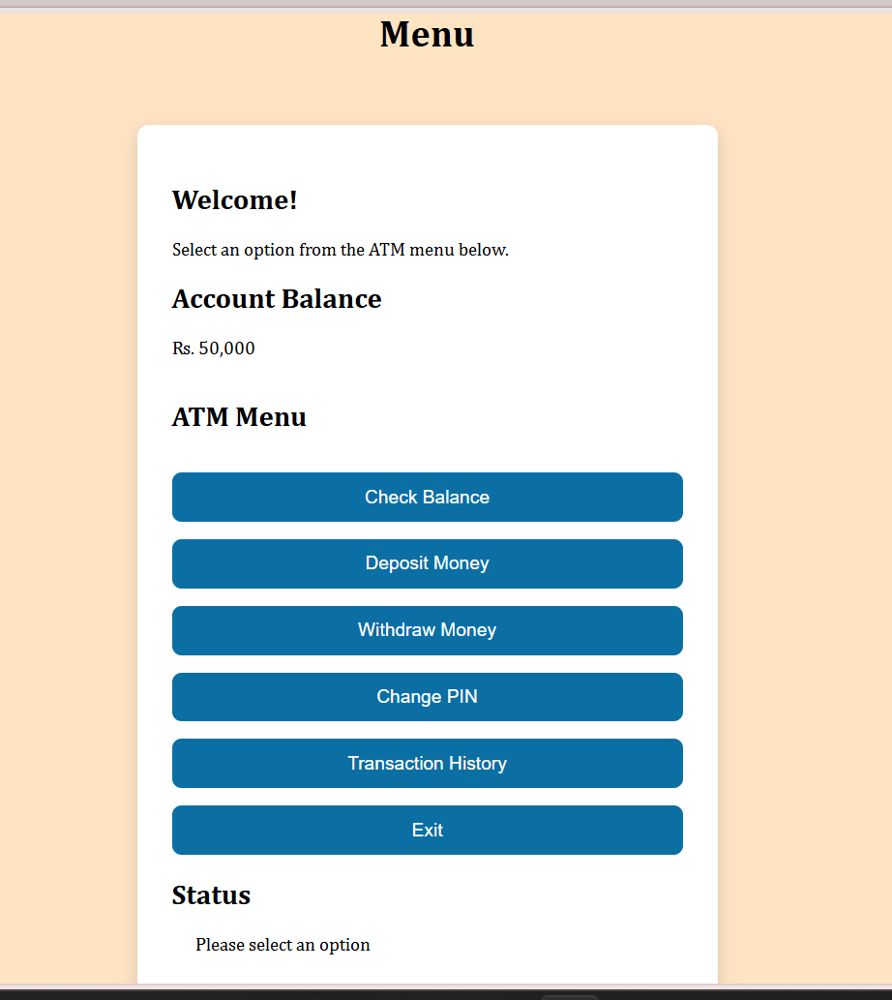 Menu
Welcome!
Select an option from the ATM menu below.
Account Balance
Rs. 50,000
ATM Menu
Check Balance
Deposit Money
Withdraw Money
Change PIN
Transaction History
Exit
Status
Please select an option